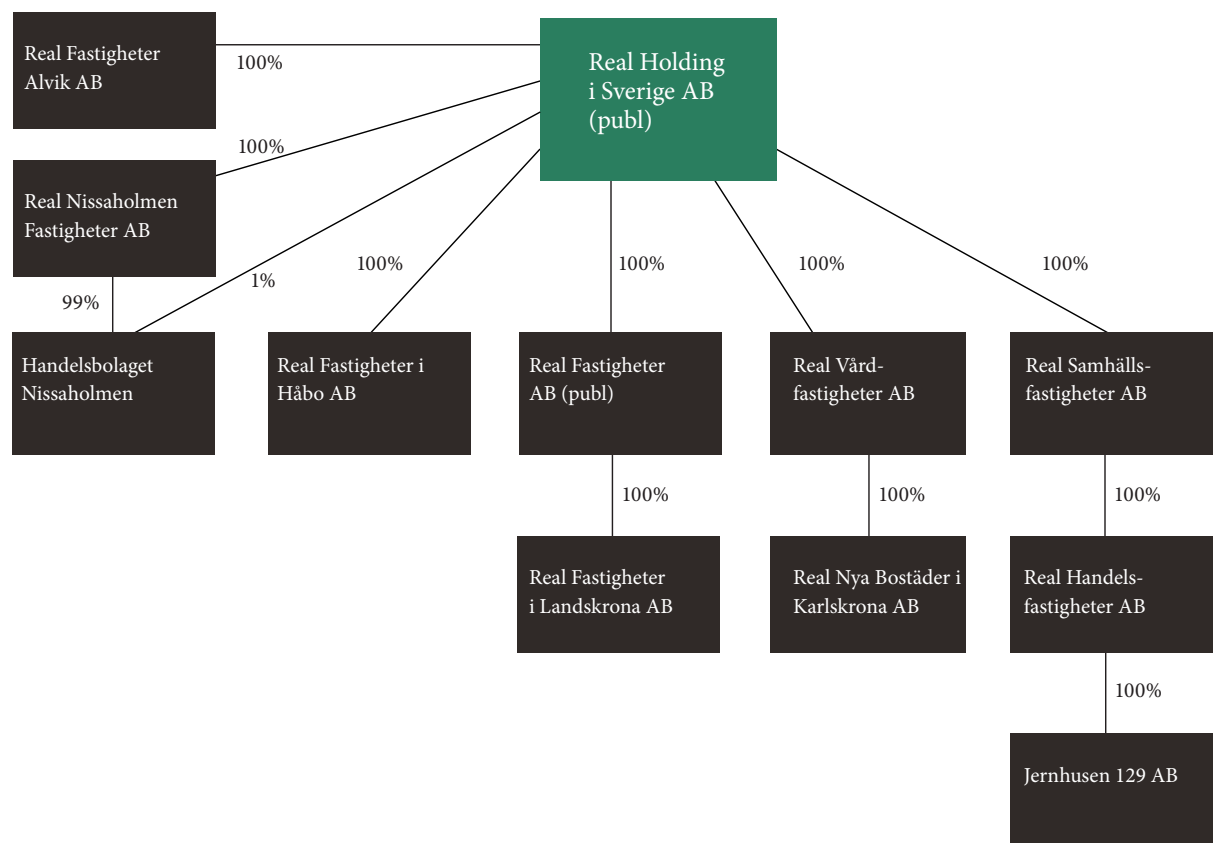 Real Fastigheter
Alvik AB
100%
Real Holding
i Sverige AB
(publ)
100%
Real Nissaholmen
Fastigheter AB
99%
1%
100%
100%
100%
100%
Handelsbolaget
Nissaholmen
Real Fastigheter i
Håbo AB
Real Fastigheter
AB (publ)
Real Vård-
fastigheter AB
Real Samhälls-
fastigheter AB
100%
100%
100%
Real Fastigheter
i Landskrona AB
Real Nya Bostäder i
Karlskrona AB
Real Handels-
fastigheter AB
100%
Jernhusen 129 AB